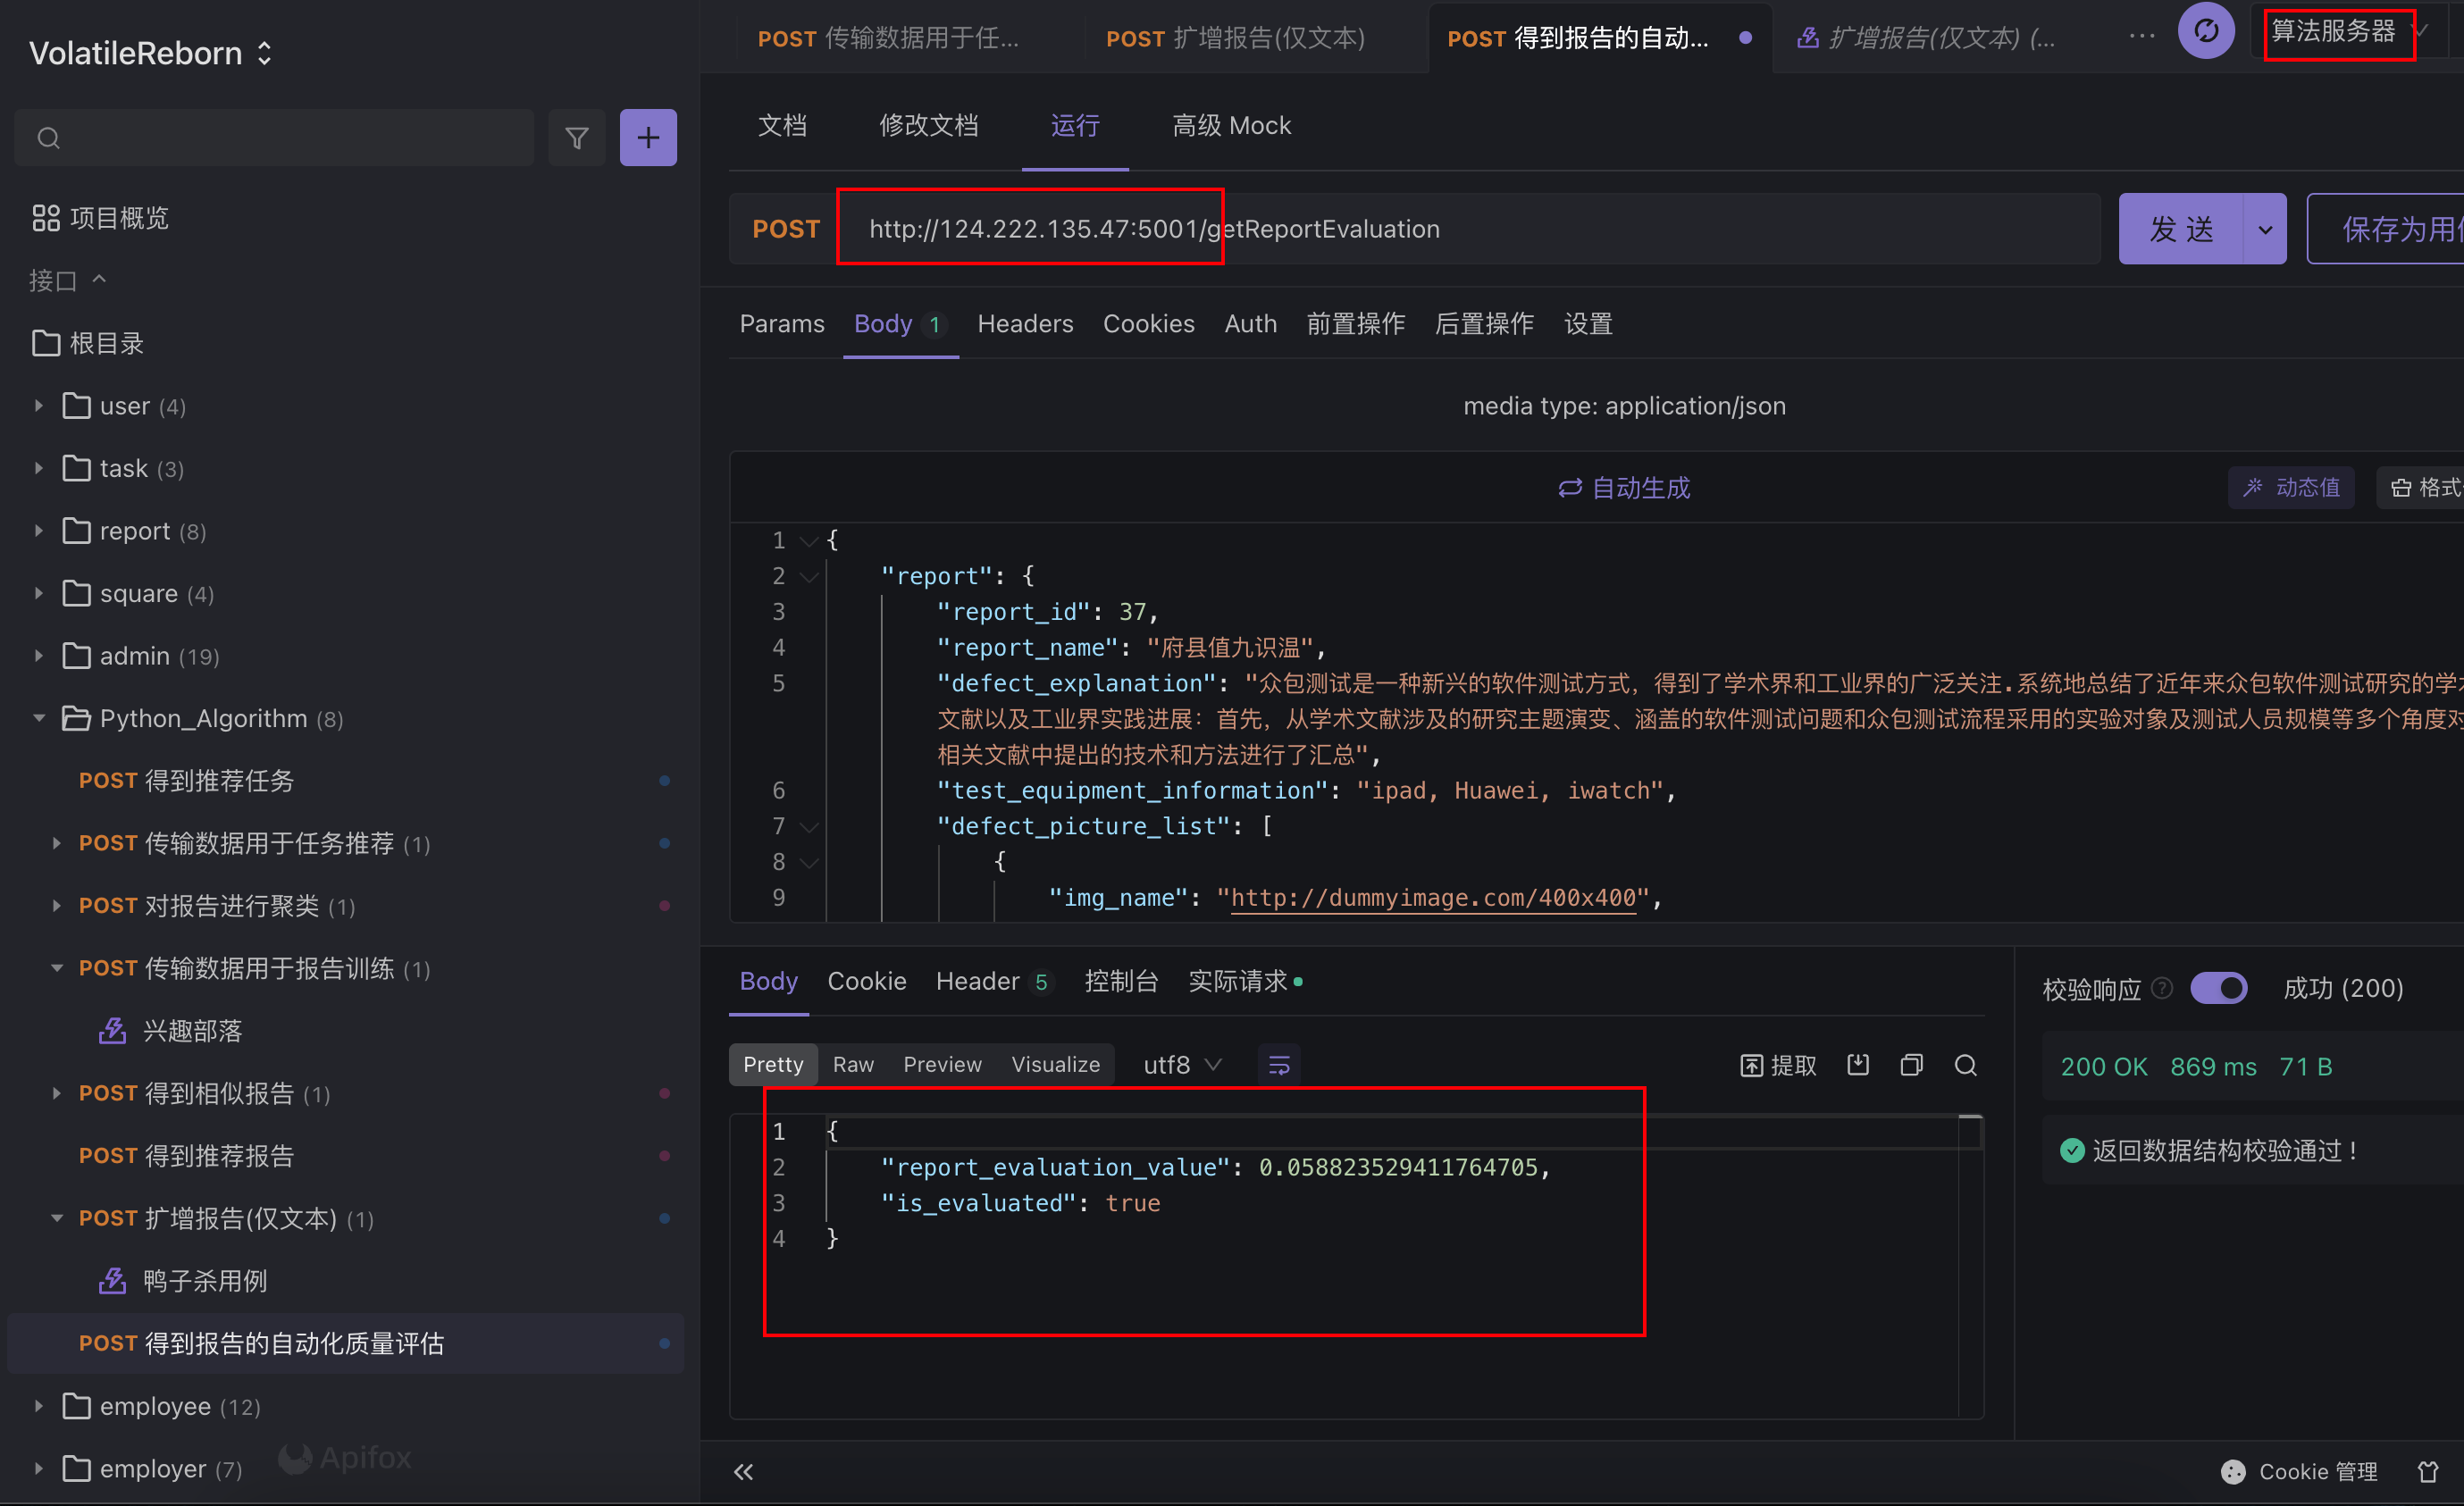 VolatileReborn
项目概览
接口
根目录
user (4)
task (3)
report (8)
square (4)
admin (19)
Python_Algorithm (8)
POST 得到推荐任务
POST 传输数据用于任务推荐 (1)
POST 对报告进行聚类 (1)
POST 传输数据用于报告训练 (1)
兴趣部落
POST 得到相似报告 (1)
POST 得到推荐报告
POST 扩增报告(仅文本) (1)
鸭子杀用例
POST 得到报告的自动化质量评估
employee (12)
employer (7)
Apifox
POST 传输数据用于任... POST 扩增报告(仅文本) POST 得到报告的自动... 扩增报告(仅文本) (... ... 算法服务器
文档 修改文档 运行 高级 Mock
POST http://124.222.135.47:5001/getReportEvaluation 发 送 保存为用
Params Body 1 Headers Cookies Auth 前置操作 后置操作 设置
media type: application/json
自动生成 动态值 格式
1 {
2 "report": {
3 "report_id": 37,
4 "report_name": "府县值九识温",
5 "defect_explanation": "众包测试是一种新兴的软件测试方式，得到了学术界和工业界的广泛关注.系统地总结了近年来众包软件测试研究的学
文献以及工业界实践进展：首先，从学术文献涉及的研究主题演变、涵盖的软件测试问题和众包测试流程采用的实验对象及测试人员规模等多个角度对
相关文献中提出的技术和方法进行了汇总",
6 "test_equipment_information": "ipad, Huawei, iwatch",
7 "defect_picture_list": [
8 {
9 "img_name": "http://dummyimage.com/400x400",
Body Cookie Header 5 控制台 实际请求 校验响应 ? 成功 (200)
Pretty Raw Preview Visualize utf8 提取 200 OK 869 ms 71 B
返回数据结构校验通过！
1 {
2 "report_evaluation_value": 0.058823529411764705,
3 "is_evaluated": true
4 }
Cookie 管理